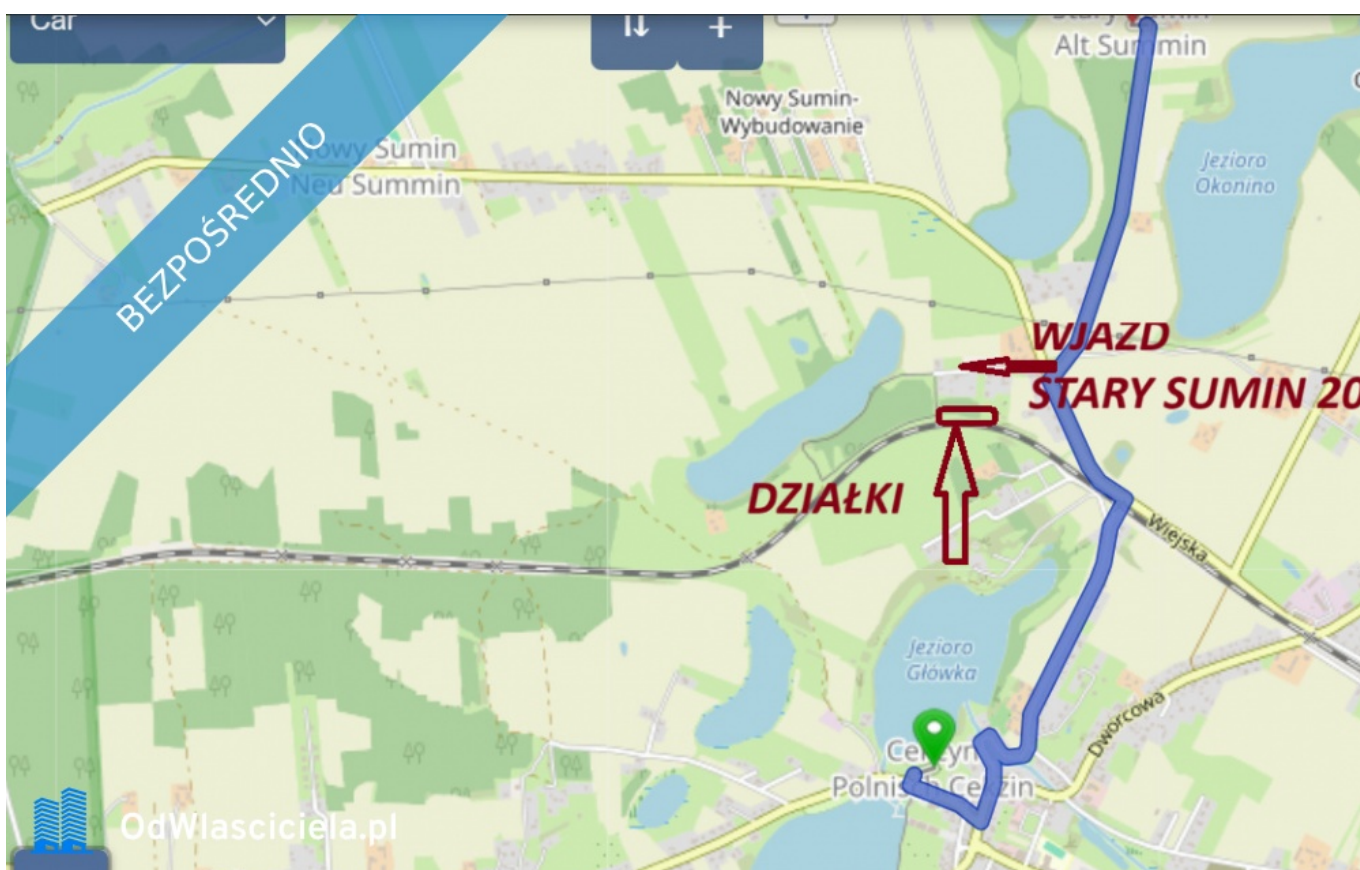 Car
Stary Sumin
Alt Summin
Nowy Sumin-
Wybudowanie
Nowy Sumin
Neu Summin
Jezioro
Okonino
BEZPOŚREDNIO
WJAZD
STARY SUMIN 20
DZIAŁKI
Wiejska
Jezioro
Główka
Dworcowa
Cekcyn
Polnisch Cekzin
OdWlasciciela.pl